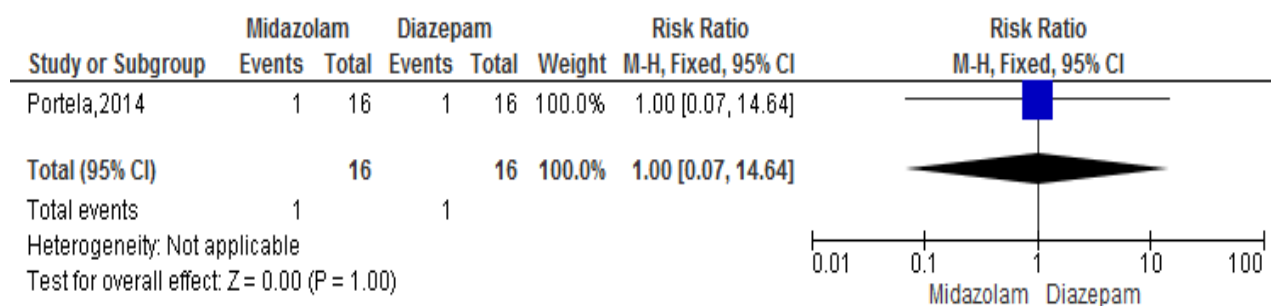 Midazolam Diazepam Risk Ratio Risk Ratio
Study or Subgroup Events Total Events Total Weight M-H, Fixed, 95% CI M-H, Fixed, 95% CI
Portela,2014 1 16 1 16 100.0% 1.00 [0.07, 14.64]
Total (95% CI) 16 16 100.0% 1.00 [0.07, 14.64]
Total events 1 1
Heterogeneity: Not applicable
Test for overall effect: Z = 0.00 (P = 1.00)
0.01 0.1 1 10 100
Midazolam Diazepam